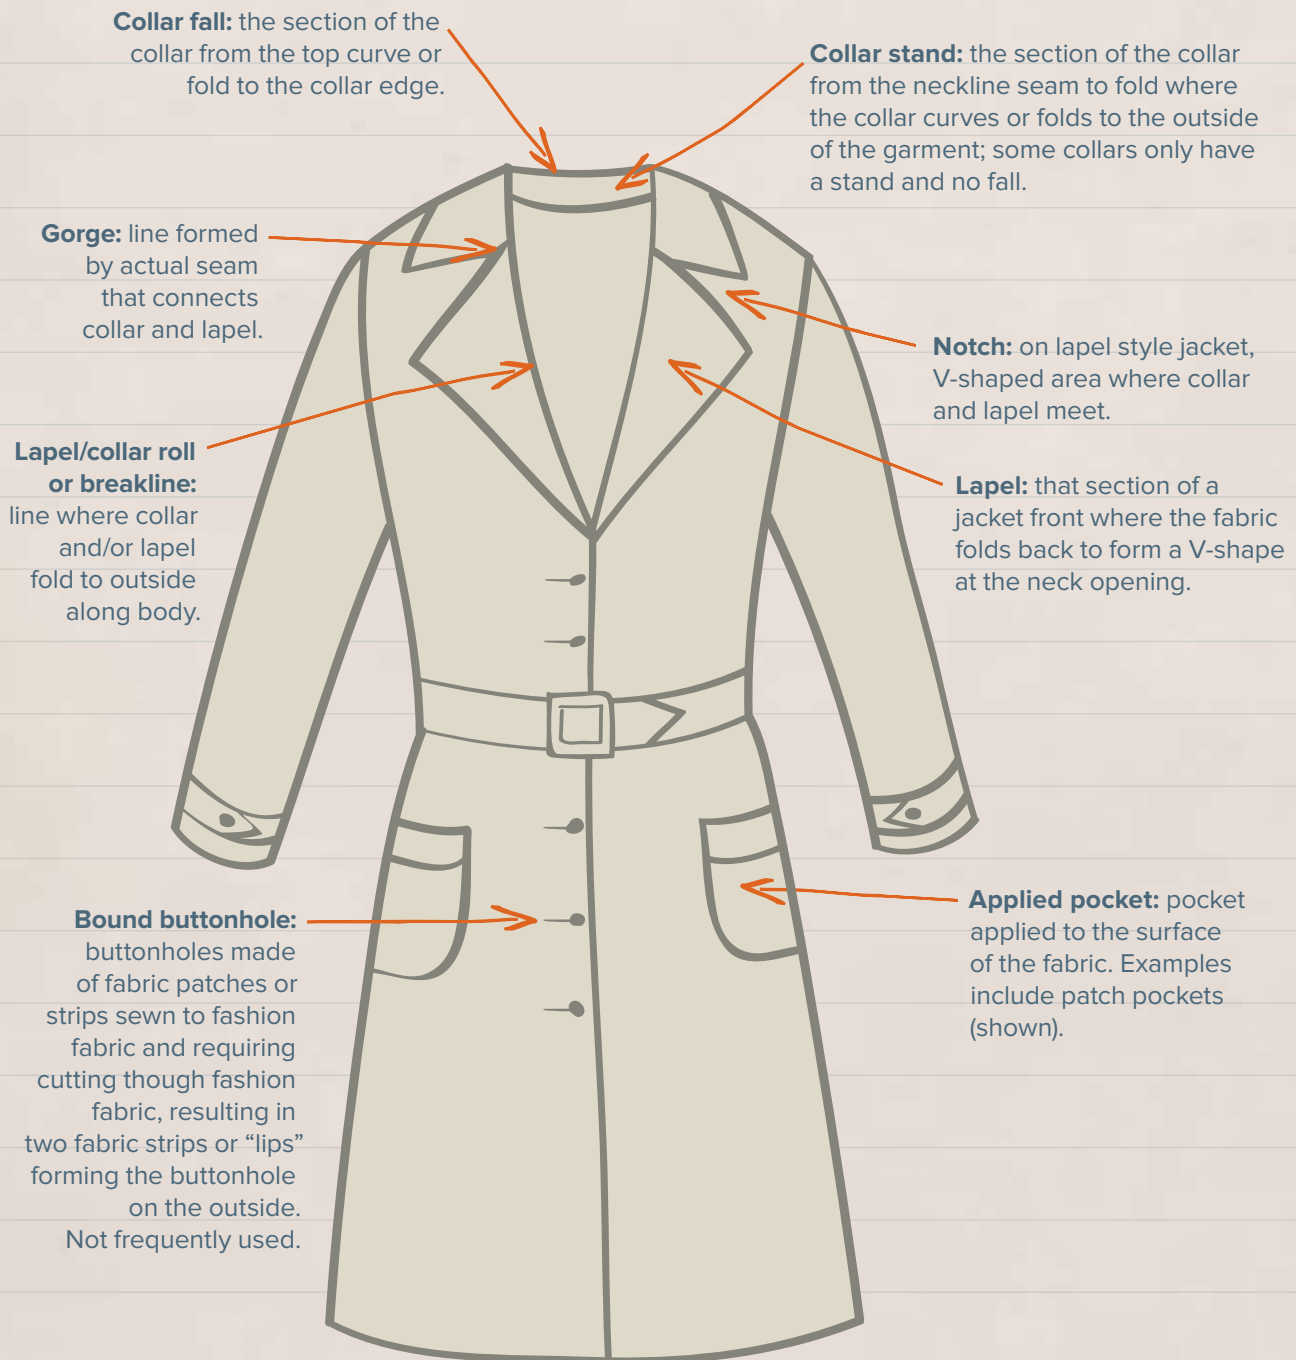 Collar fall: the section of the
collar from the top curve or
fold to the collar edge.
Collar stand: the section of the collar
from the neckline seam to fold where
the collar curves or folds to the outside
of the garment; some collars only have
a stand and no fall.
Gorge: line formed
by actual seam
that connects
collar and lapel.
Notch: on lapel style jacket,
V-shaped area where collar
and lapel meet.
Lapel/collar roll
or breakline:
line where collar
and/or lapel
fold to outside
along body.
Lapel: that section of a
jacket front where the fabric
folds back to form a V-shape
at the neck opening.
Bound buttonhole:
buttonholes made
of fabric patches or
strips sewn to fashion
fabric and requiring
cutting though fashion
fabric, resulting in
two fabric strips or “lips”
forming the buttonhole
on the outside.
Not frequently used.
Applied pocket: pocket
applied to the surface
of the fabric. Examples
include patch pockets
(shown).